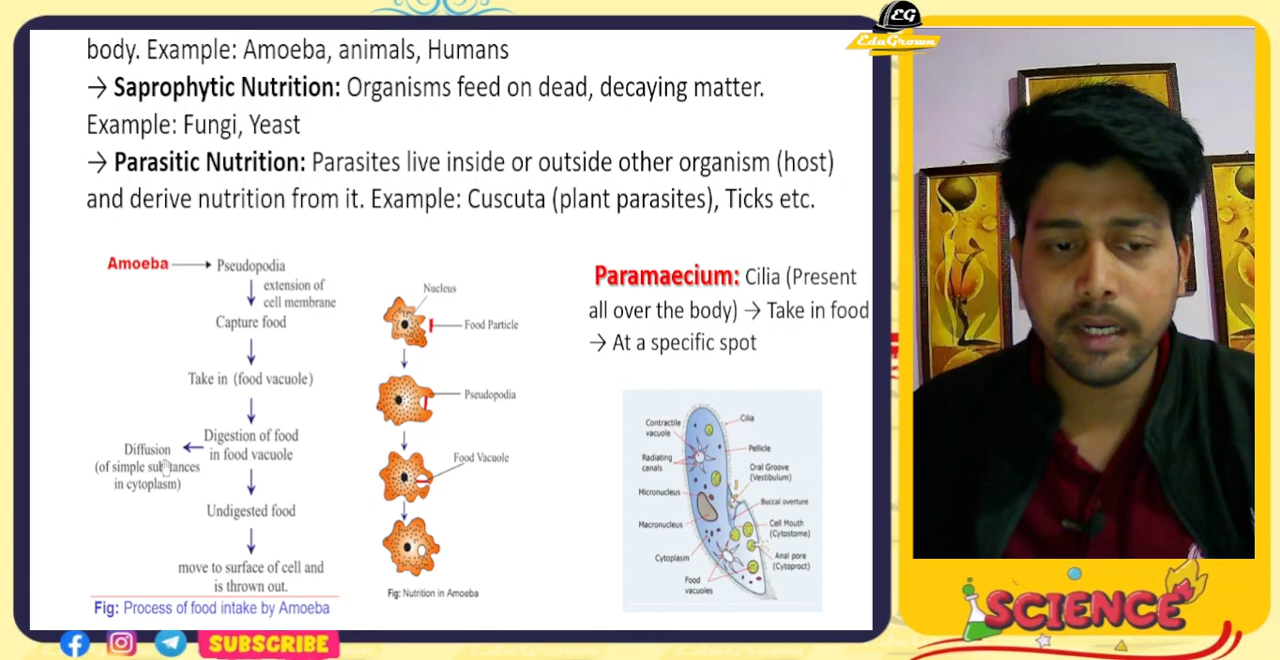 body. Example: Amoeba, animals, Humans
→ Saprophytic Nutrition: Organisms feed on dead, decaying matter.
Example: Fungi, Yeast
→ Parasitic Nutrition: Parasites live inside or outside other organism (host)
and derive nutrition from it. Example: Cuscuta (plant parasites), Ticks etc.
Amoeba → Pseudopodia
extension of
cell membrane
Capture food
Take in (food vacuole)
Digestion of food
in food vacuole
Diffusion
(of simple substances
in cytoplasm)
Undigested food
move to surface of cell and
is thrown out.
Fig: Process of food intake by Amoeba
Nucleus
Food Particle
Pseudopodia
Food Vacuole
Fig: Nutrition in Amoeba
Paramaecium: Cilia (Present
all over the body) → Take in food
→ At a specific spot
Contractile
vacuole
Radiating
canals
Micronucleus
Macronucleus
Cytoplasm
Food
vacuoles
Cilia
Pellicle
Oral Groove
(Vestibulum)
Buccal overture
Cell Mouth
(Cytostome)
Anal pore
(Cytoproct)
EG
EduGrown
SUBSCRIBE
SCIENCE